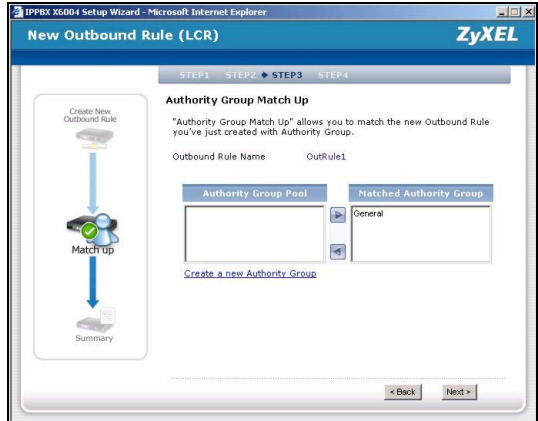 IPPBX X6004 Setup Wizard - Microsoft Internet Explorer
New Outbound Rule (LCR)
ZyXEL
STEP1 STEP2 STEP3 STEP4
Create New
Outbound Rule
Match up
Summary
Authority Group Match Up
"Authority Group Match Up" allows you to match the new Outbound Rule
you've just created with Authority Group.
Outbound Rule Name OutRule1
Authority Group Pool
Matched Authority Group
General
Create a new Authority Group
< Back Next >